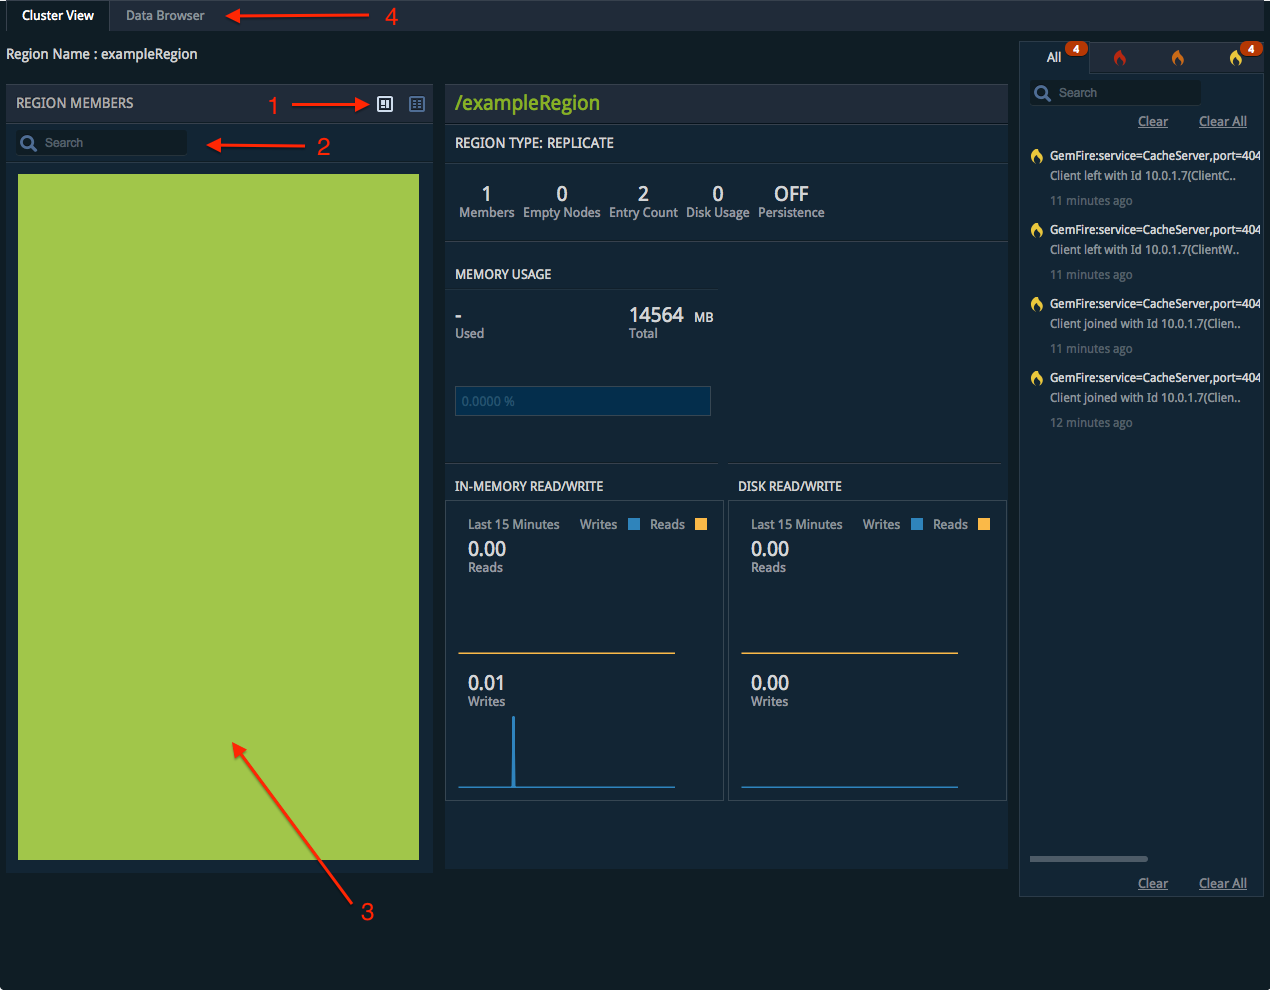 Cluster View Data Browser 4
Region Name : exampleRegion
REGION MEMBERS 1
Search 2
3
/exampleRegion
REGION TYPE: REPLICATE
1 0 2 0 OFF
Members Empty Nodes Entry Count Disk Usage Persistence
MEMORY USAGE
- 14564 MB
Used Total
0.0000 %
IN-MEMORY READ/WRITE
Last 15 Minutes Writes Reads
0.00
Reads
0.01
Writes
DISK READ/WRITE
Last 15 Minutes Writes Reads
0.00
Reads
0.00
Writes
All 4 4
Search
Clear Clear All
GemFire:service=CacheServer,port=404
Client left with Id 10.0.1.7(ClientC..
11 minutes ago
GemFire:service=CacheServer,port=404
Client left with Id 10.0.1.7(ClientW..
11 minutes ago
GemFire:service=CacheServer,port=404
Client joined with Id 10.0.1.7(Clien..
11 minutes ago
GemFire:service=CacheServer,port=404
Client joined with Id 10.0.1.7(Clien..
12 minutes ago
Clear Clear All